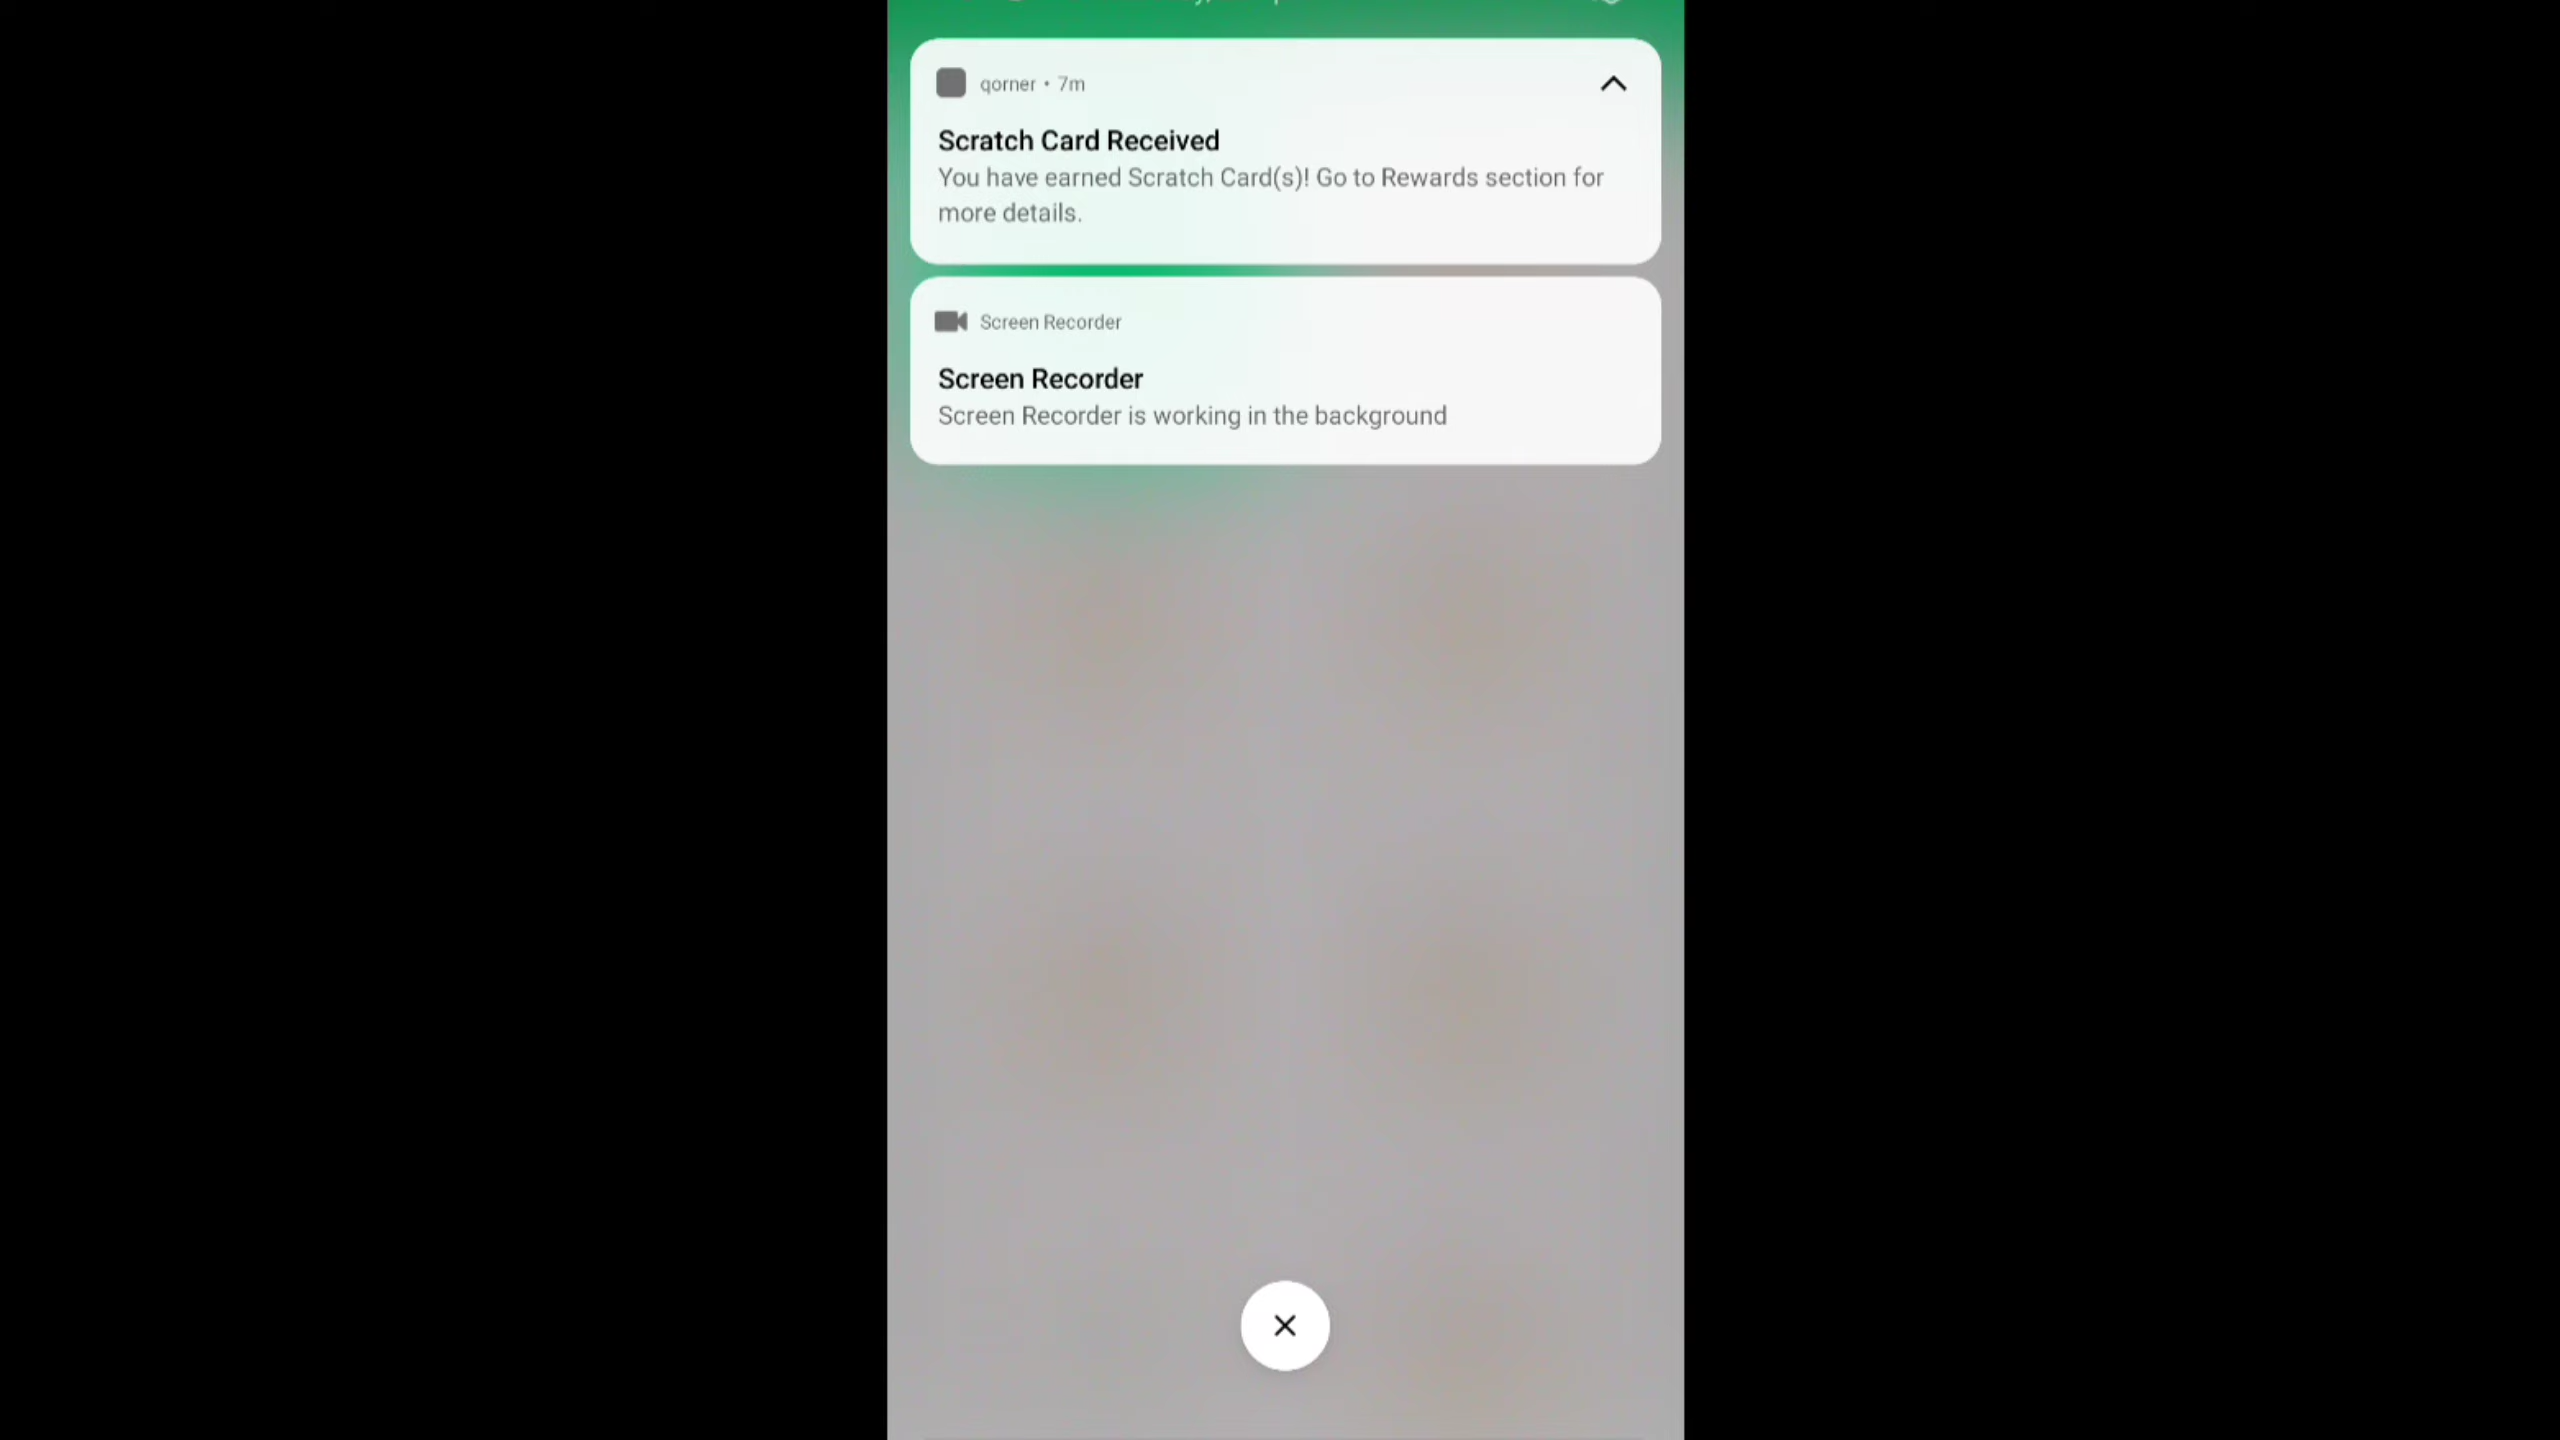 qorner • 7m
Scratch Card Received
You have earned Scratch Card(s)! Go to Rewards section for
more details.
Screen Recorder
Screen Recorder
Screen Recorder is working in the background